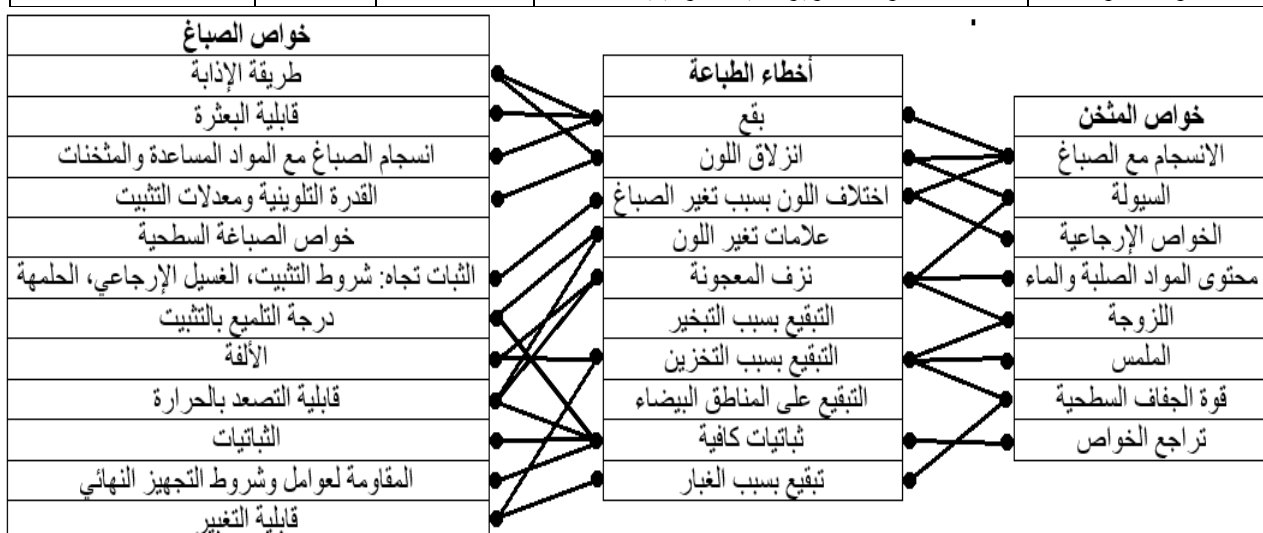 خواص الصباغ
طريقة الإذابة
قابلية البعثرة
انسجام الصباغ مع المواد المساعدة والمثخنات
القدرة التلوينية ومعدلات التثبيت
خواص الصباغة السطحية
الثبات تجاه: شروط التثبيت، الغسيل الإرجاعي، الحلمهة
درجة التلميع بالتثبيت
الألفة
قابلية التصعد بالحرارة
الثباتيات
المقاومة لعوامل وشروط التجهيز النهائي
قابلية التغبير
أخطاء الطباعة
بقع
انزلاق اللون
اختلاف اللون بسبب تغير الصباغ
علامات تغير اللون
نزف المعجونة
التبقيع بسبب التبخير
التبقيع بسبب التخزين
التبقيع على المناطق البيضاء
ثباتيات كافية
تبقيع بسبب الغبار
خواص المثخن
الانسجام مع الصباغ
السيولة
الخواص الإرجاعية
محتوى المواد الصلبة والماء
اللزوجة
الملمس
قوة الجفاف السطحية
تراجع الخواص